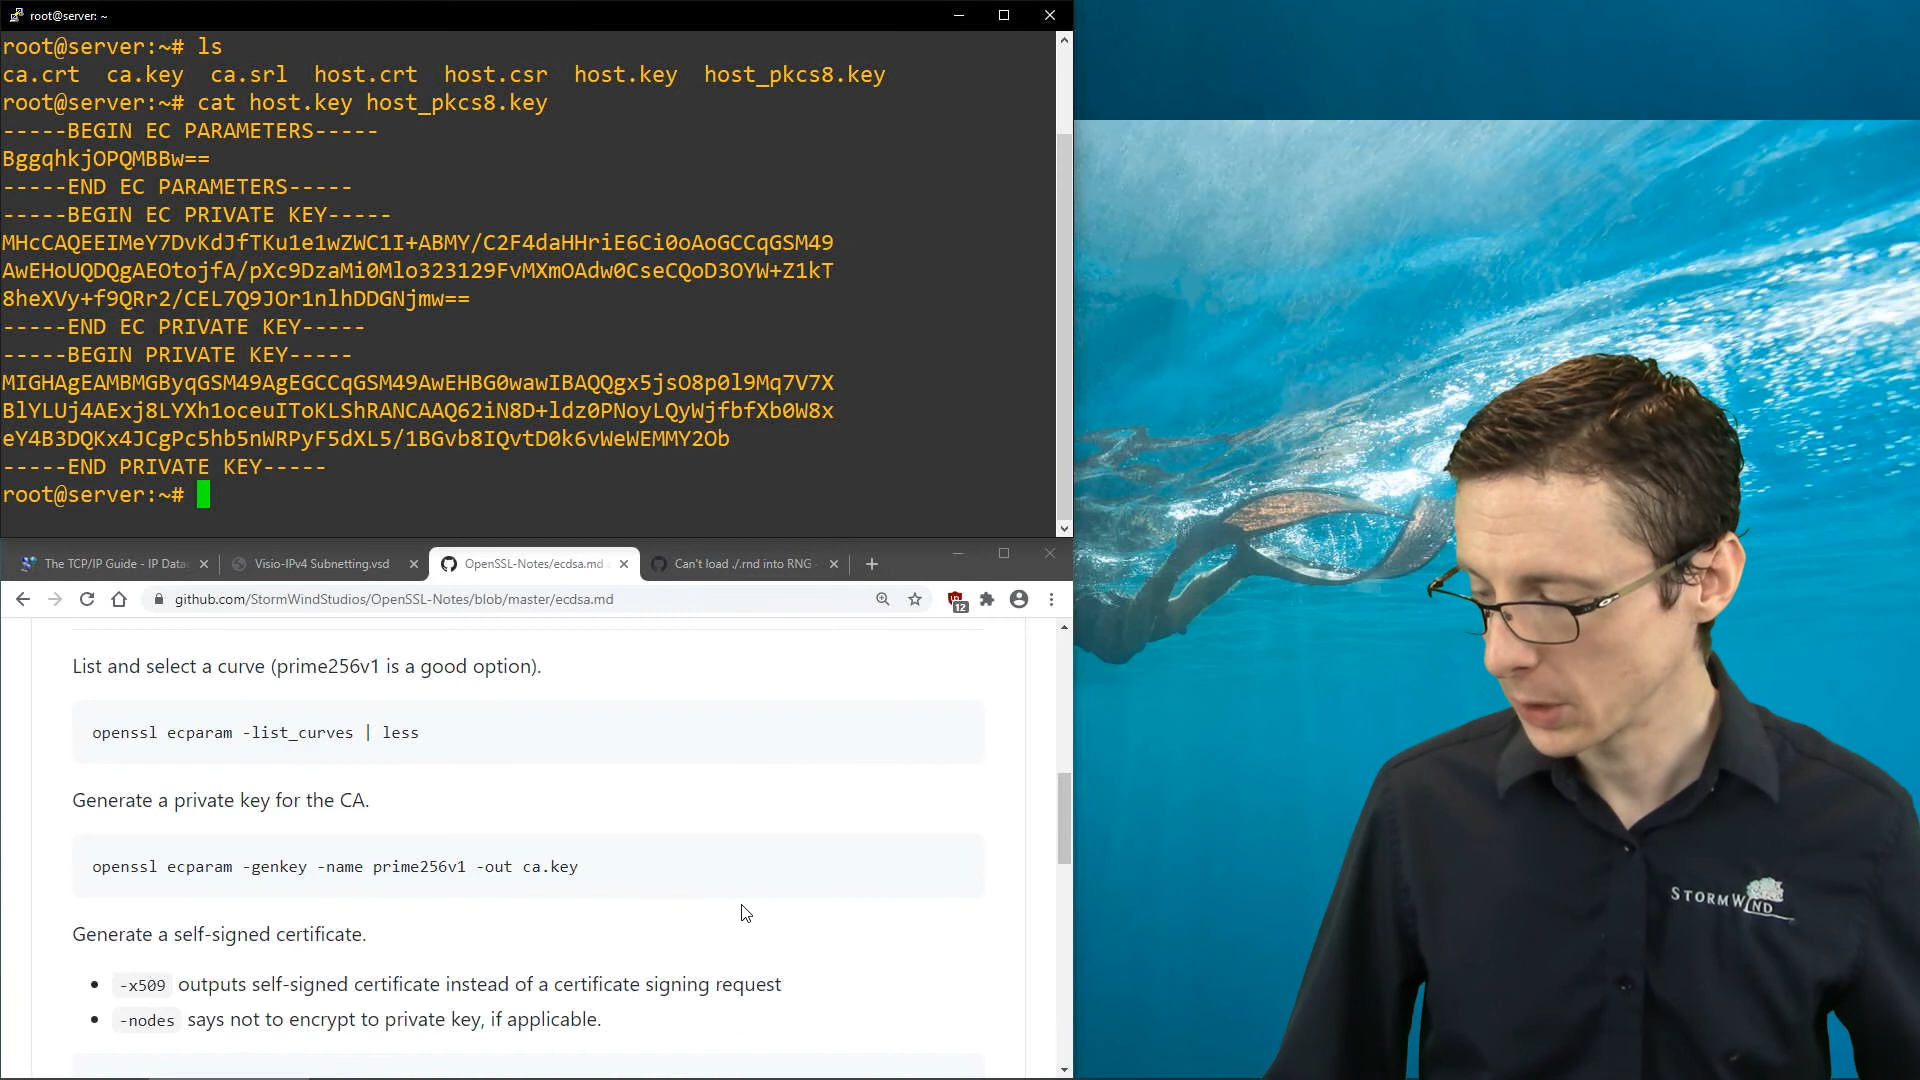 root@server: ~
root@server:~# ls
ca.crt  ca.key  ca.srl  host.crt  host.csr  host.key  host_pkcs8.key
root@server:~# cat host.key host_pkcs8.key
-----BEGIN EC PARAMETERS-----
BggqhkjOPQMBBw==
-----END EC PARAMETERS-----
-----BEGIN EC PRIVATE KEY-----
MHcCAQEEIMeY7DvKdJfTKu1e1wZWC1I+ABMY/C2F4daHHriE6Ci0oAoGCCqGSM49
AwEHoUQDQgAEOtojfA/pXc9DzaMi0Mlo323129FvMXmOAdw0CseCQoD3OYW+Z1kT
8heXVy+f9QRr2/CEL7Q9JOr1nlhDDGNjmw==
-----END EC PRIVATE KEY-----
-----BEGIN PRIVATE KEY-----
MIGHAgEAMBMGByqGSM49AgEGCCqGSM49AwEHBG0wawIBAQQgx5jsO8p0l9Mq7V7X
BlYLUj4AExj8LYXh1oceuIToKLShRANCAAQ62iN8D+ldz0PNoyLQyWjfbfXb0W8x
eY4B3DQKx4JCgPc5hb5nWRPyF5dXL5/1BGvb8IQvtD0k6vWeWEMMY2Ob
-----END PRIVATE KEY-----
root@server:~#
The TCP/IP Guide - IP Data
Visio-IPv4 Subnetting.vsd
OpenSSL-Notes/ecdsa.md
Can't load ./.rnd into RNG
github.com/StormWindStudios/OpenSSL-Notes/blob/master/ecdsa.md
12
List and select a curve (prime256v1 is a good option).
openssl ecparam -list_curves | less
Generate a private key for the CA.
openssl ecparam -genkey -name prime256v1 -out ca.key
Generate a self-signed certificate.
-x509 outputs self-signed certificate instead of a certificate signing request
-nodes says not to encrypt to private key, if applicable.
STORMWIND